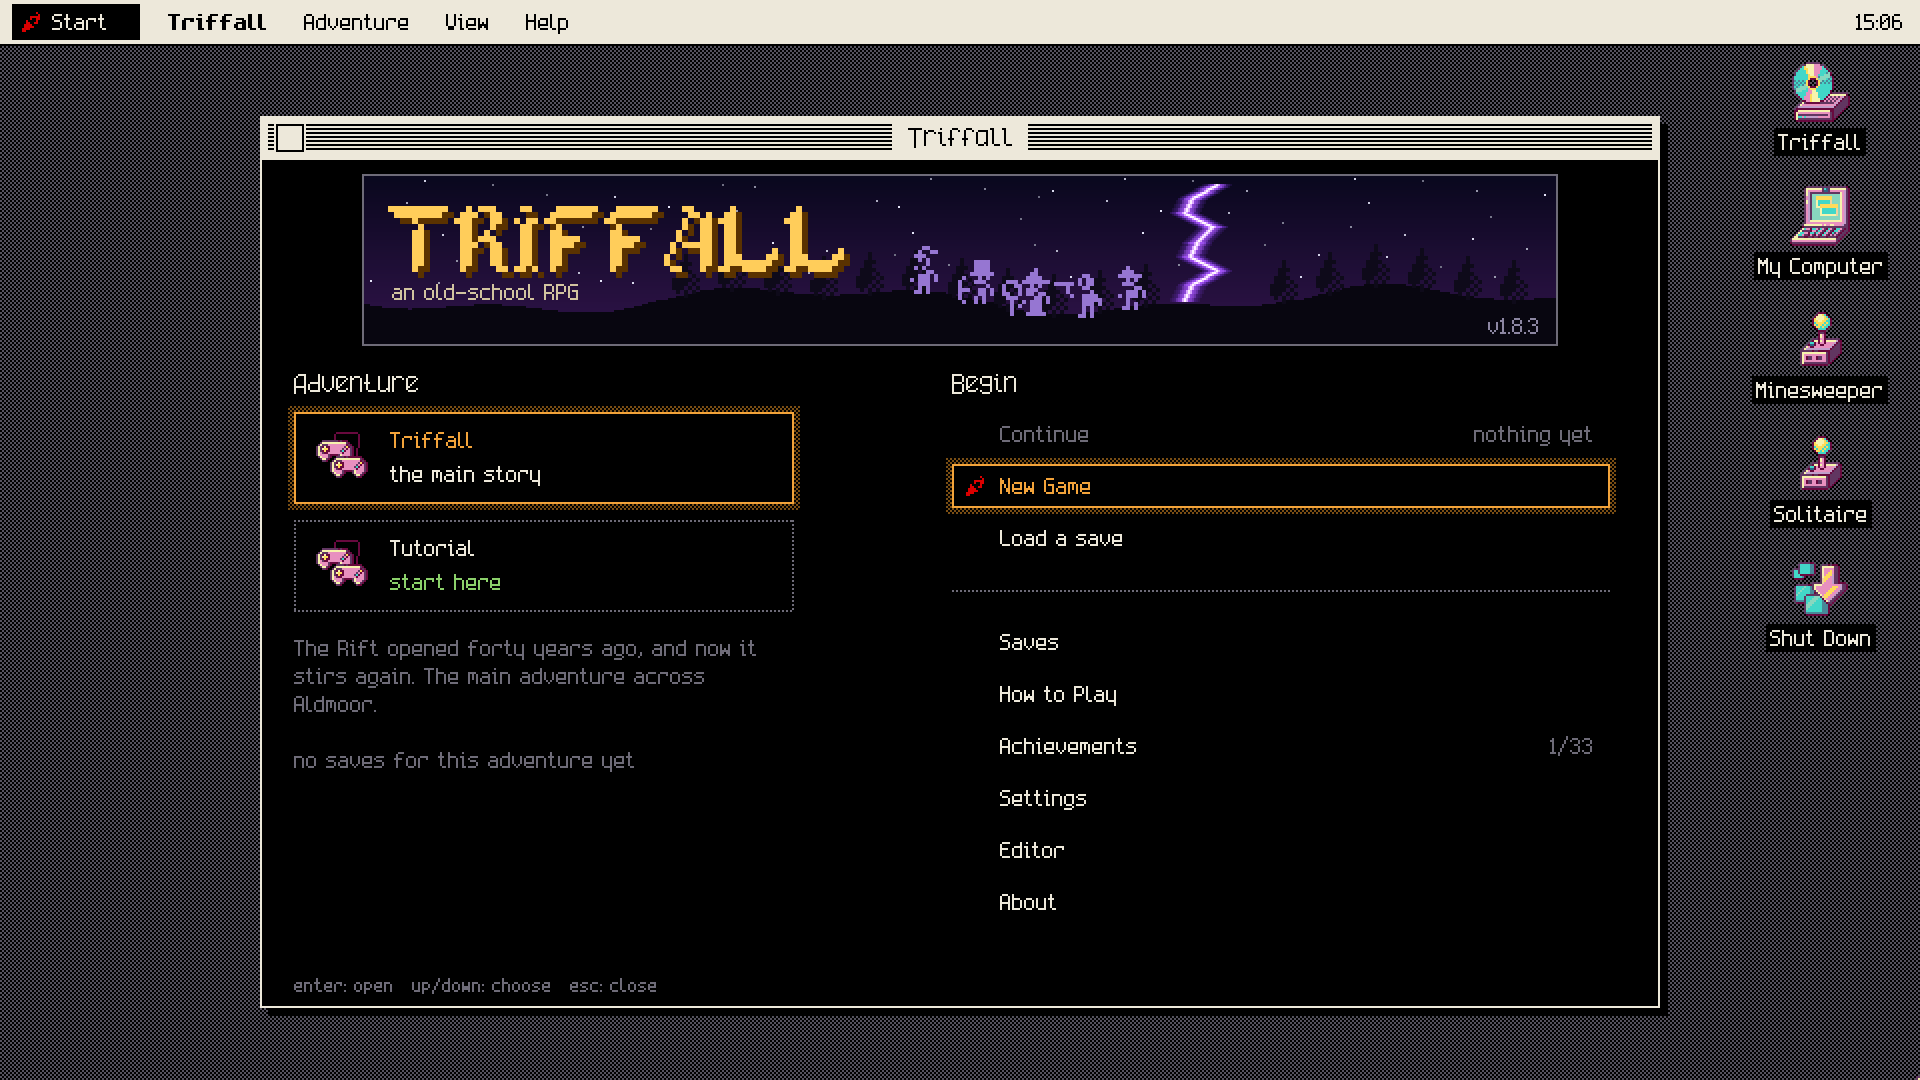 Start Triffall Adventure View Help 15:06
Triffall
TRIFFALL
an old-school RPG
v1.8.3
Adventure
Triffall
the main story
Tutorial
start here
The Rift opened forty years ago, and now it
stirs again. The main adventure across
Aldmoor.
no saves for this adventure yet
Begin
Continue nothing yet
New Game
Load a save
Saves
How to Play
Achievements 1/33
Settings
Editor
About
enter: open up/down: choose esc: close
Triffall
My Computer
Minesweeper
Solitaire
Shut Down